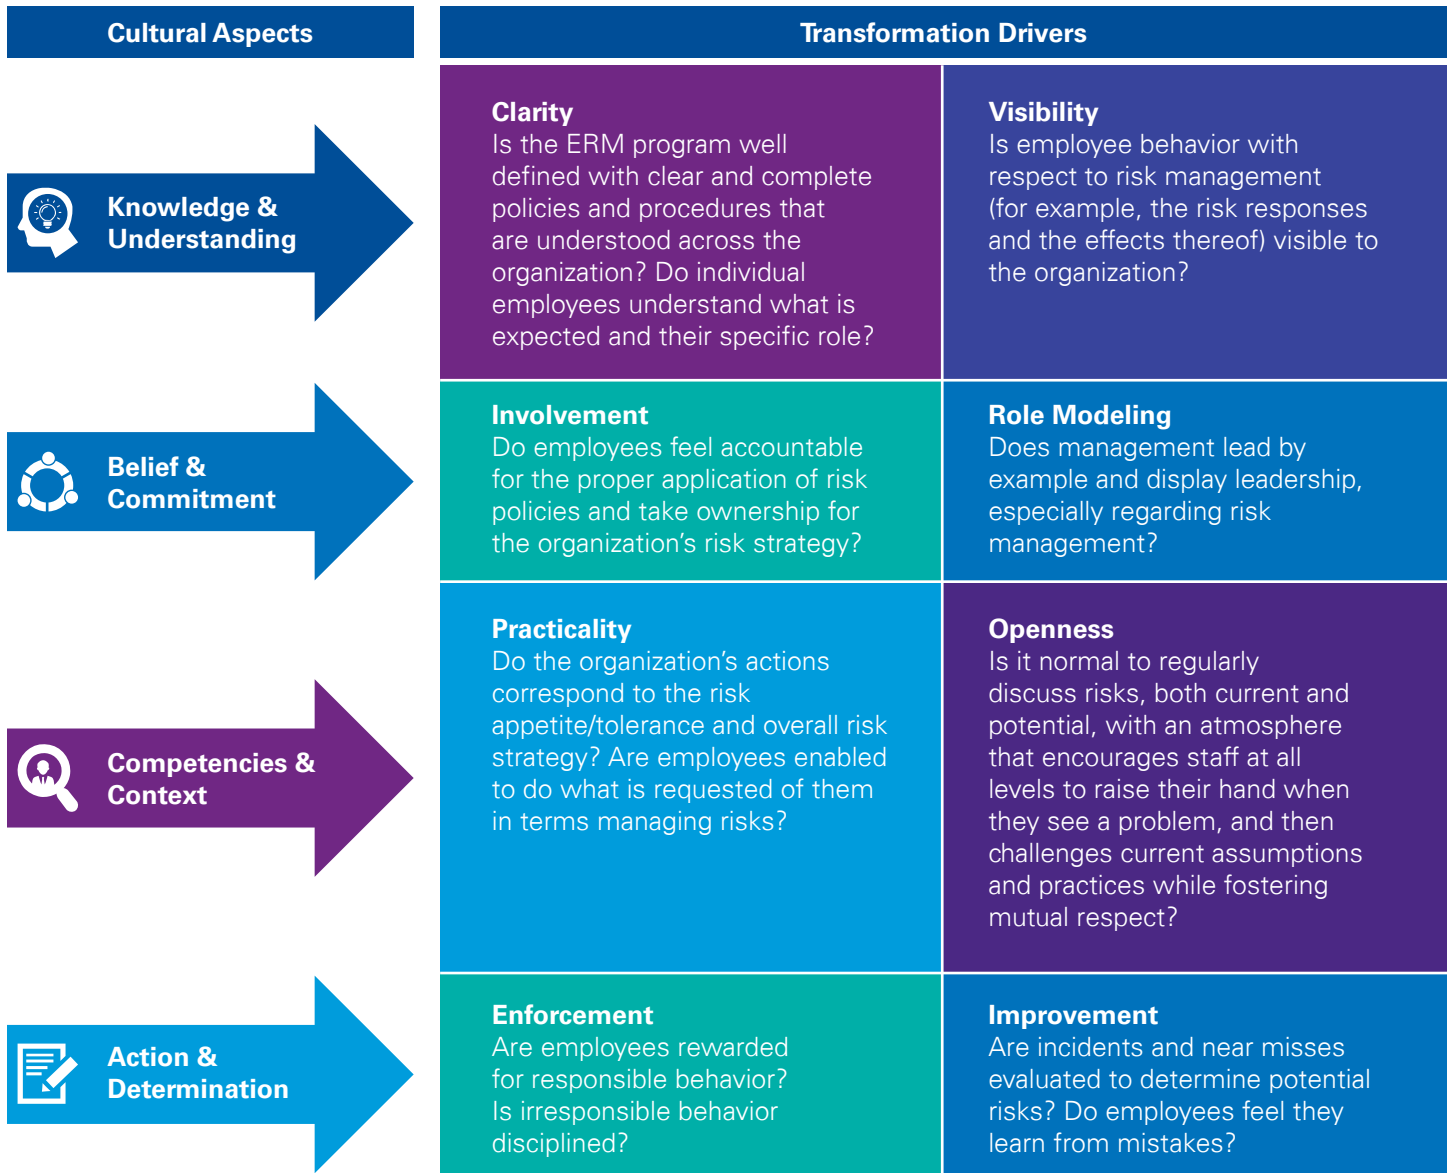 Cultural Aspects
Transformation Drivers
Knowledge &
Understanding
Clarity
Is the ERM program well
defined with clear and complete
policies and procedures that
are understood across the
organization? Do individual
employees understand what is
expected and their specific role?
Visibility
Is employee behavior with
respect to risk management
(for example, the risk responses
and the effects thereof) visible to
the organization?
Belief &
Commitment
Involvement
Do employees feel accountable
for the proper application of risk
policies and take ownership for
the organization’s risk strategy?
Role Modeling
Does management lead by
example and display leadership,
especially regarding risk
management?
Competencies &
Context
Practicality
Do the organization’s actions
correspond to the risk
appetite/tolerance and overall risk
strategy? Are employees enabled
to do what is requested of them
in terms managing risks?
Openness
Is it normal to regularly
discuss risks, both current and
potential, with an atmosphere
that encourages staff at all
levels to raise their hand when
they see a problem, and then
challenges current assumptions
and practices while fostering
mutual respect?
Action &
Determination
Enforcement
Are employees rewarded
for responsible behavior?
Is irresponsible behavior
disciplined?
Improvement
Are incidents and near misses
evaluated to determine potential
risks? Do employees feel they
learn from mistakes?